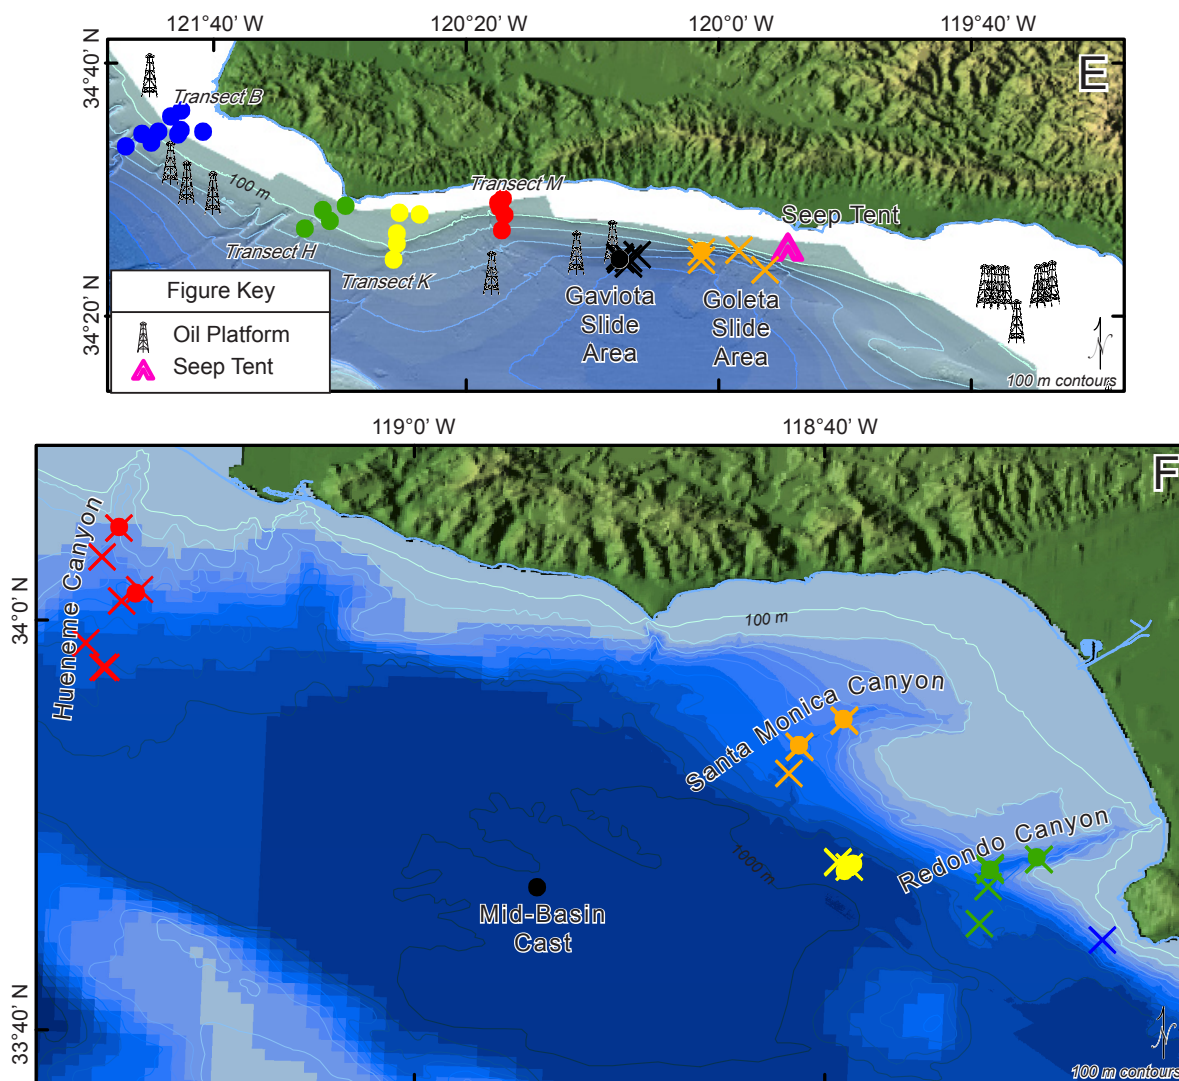 121°40’ W
120°20’ W
120°0’ W
119°40’ W
34°40’ N
E
Transect B
100 m
Transect M
Seep Tent
Transect H
Transect K
Gaviota
Slide
Area
Goleta
Slide
Area
34°20’ N
Figure Key
Oil Platform
Seep Tent
N
100 m contours
119°0’ W
118°40’ W
F
Hueneme Canyon
34°0’ N
100 m
Santa Monica Canyon
1000 m
Redondo Canyon
Mid-Basin
Cast
33°40’ N
N
100 m contours